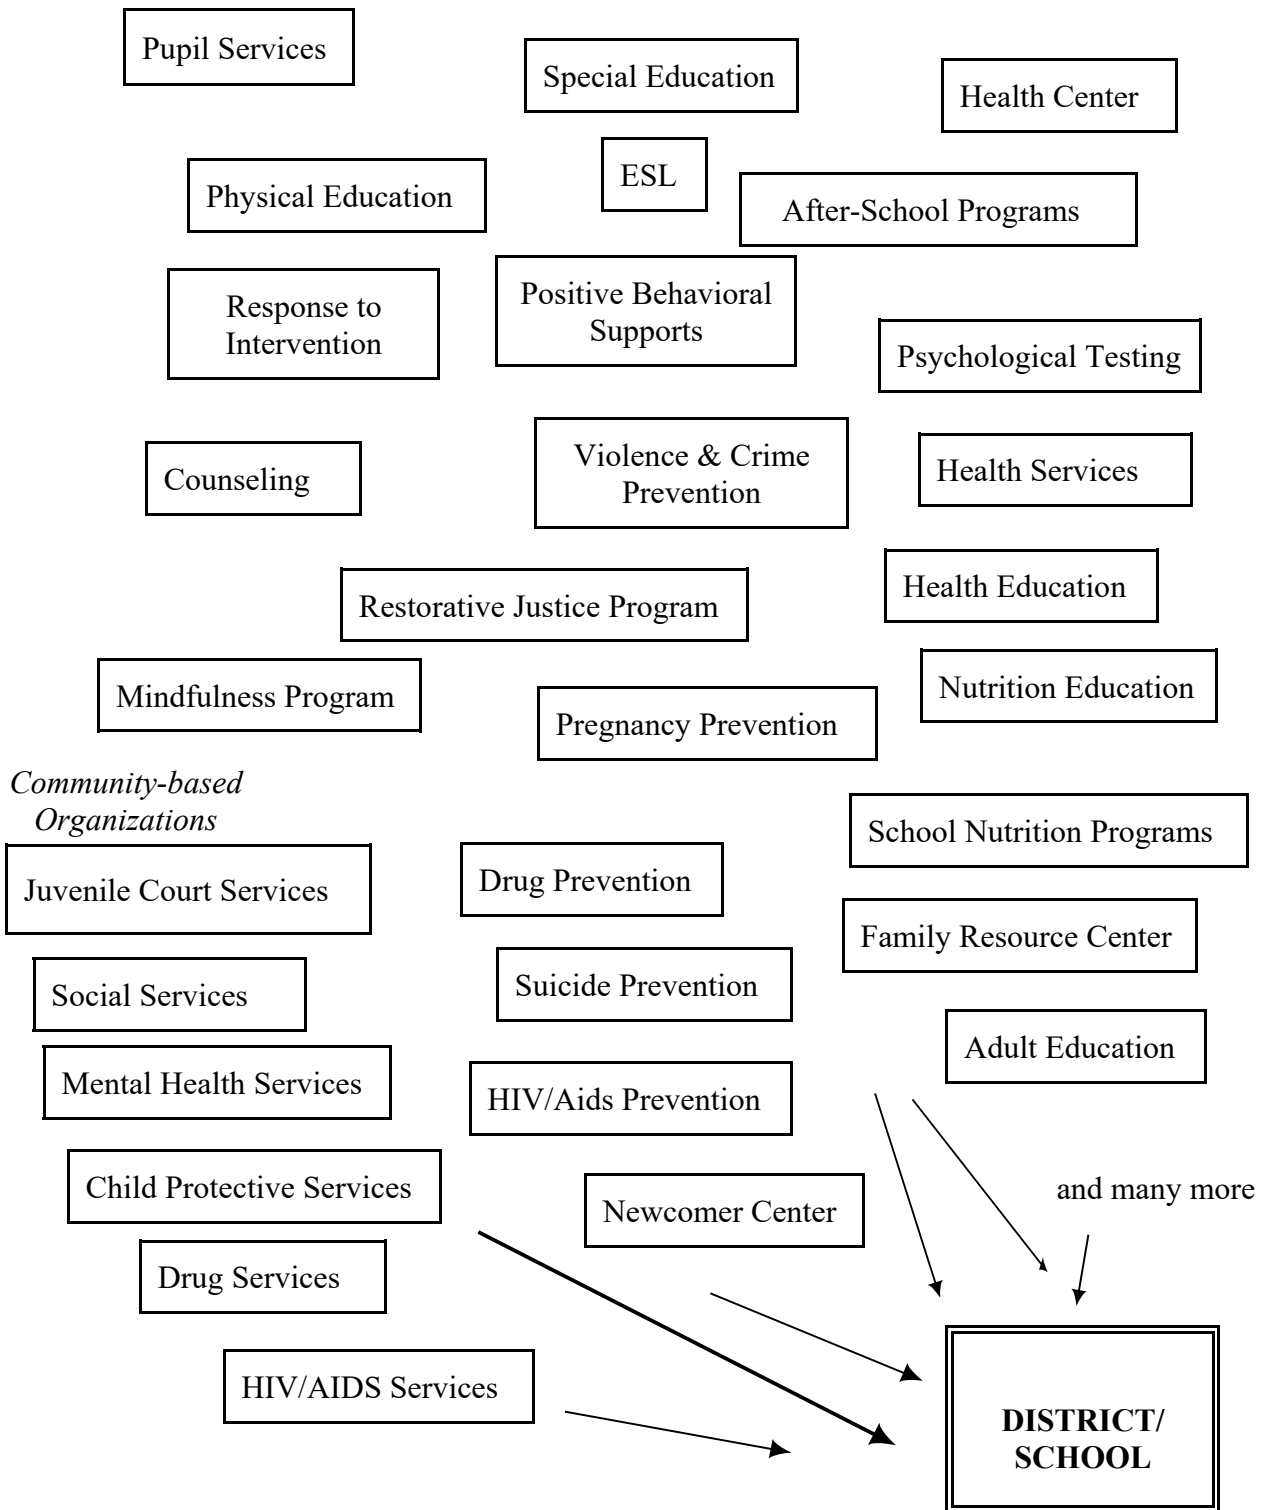 Pupil Services
Special Education
Health Center
ESL
Physical Education
After-School Programs
Response to
Intervention
Positive Behavioral
Supports
Psychological Testing
Counseling
Violence & Crime
Prevention
Health Services
Restorative Justice Program
Health Education
Mindfulness Program
Pregnancy Prevention
Nutrition Education
Community-based
Organizations
School Nutrition Programs
Juvenile Court Services
Drug Prevention
Family Resource Center
Social Services
Suicide Prevention
Adult Education
Mental Health Services
HIV/Aids Prevention
Child Protective Services
Newcomer Center
and many more
Drug Services
HIV/AIDS Services
DISTRICT/
SCHOOL